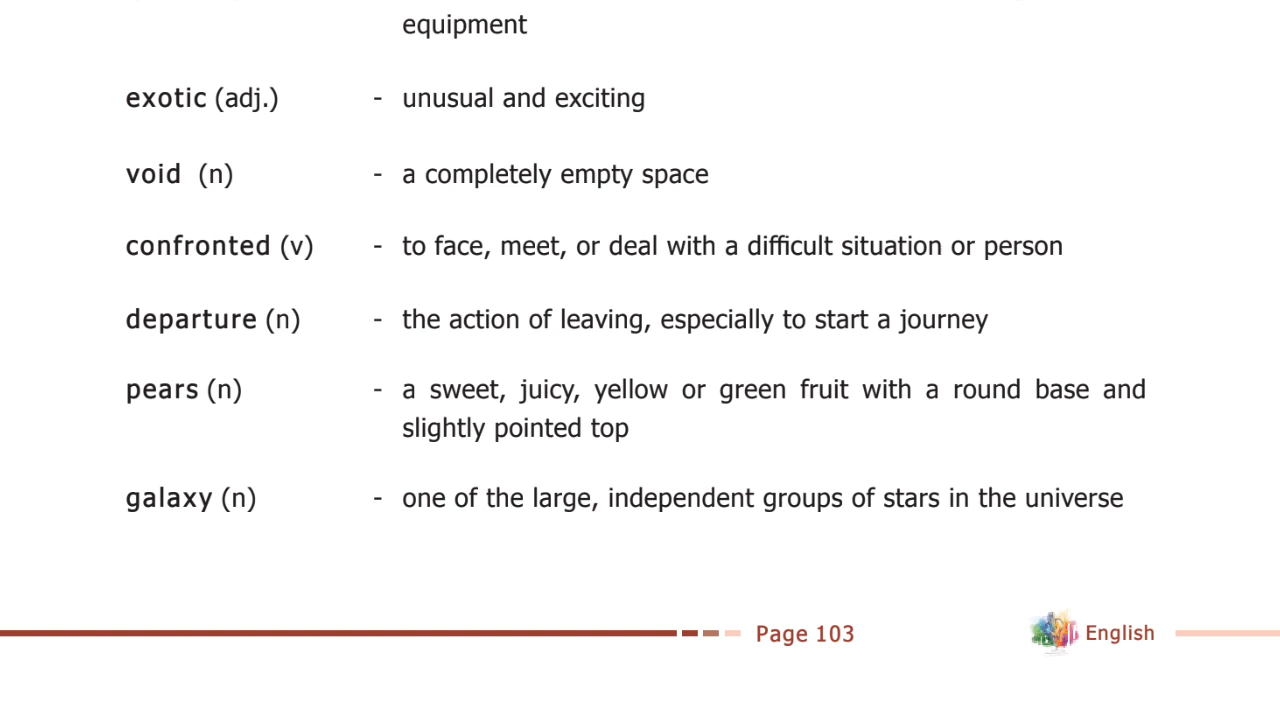 equipment
exotic (adj.) - unusual and exciting
void (n) - a completely empty space
confronted (v) - to face, meet, or deal with a difficult situation or person
departure (n) - the action of leaving, especially to start a journey
pears (n) - a sweet, juicy, yellow or green fruit with a round base and
slightly pointed top
galaxy (n) - one of the large, independent groups of stars in the universe
Page 103 English